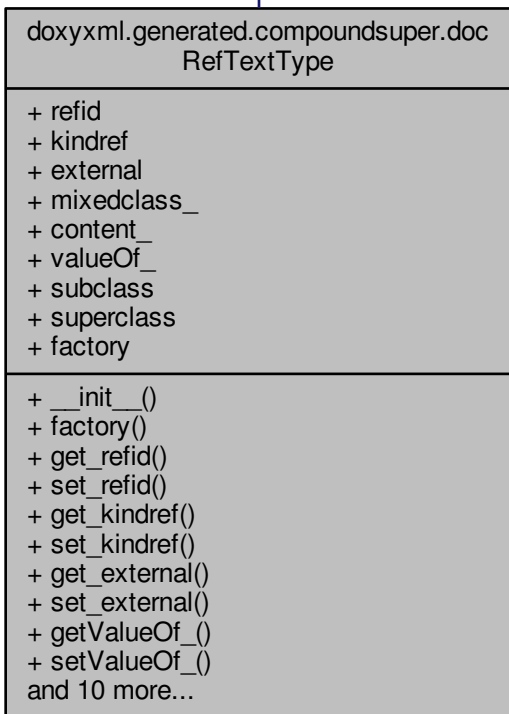 doxyxml.generated.compoundsuper.doc
RefTextType
+ refid
+ kindref
+ external
+ mixedclass_
+ content_
+ valueOf_
+ subclass
+ superclass
+ factory
+ __init__()
+ factory()
+ get_refid()
+ set_refid()
+ get_kindref()
+ set_kindref()
+ get_external()
+ set_external()
+ getValueOf_()
+ setValueOf_()
and 10 more...